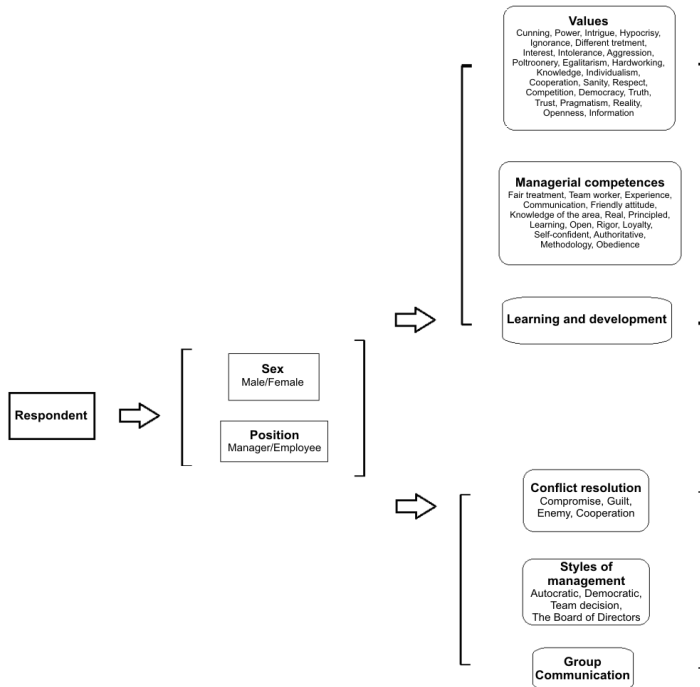 Values
Cunning, Power, Intrigue, Hypocrisy,
Ignorance, Different tretment,
Interest, Intolerance, Aggression,
Poltroonery, Egalitarism, Hardworking,
Knowledge, Individualism,
Cooperation, Sanity, Respect,
Competition, Democracy, Truth,
Trust, Pragmatism, Reality,
Openness, Information
Managerial competences
Fair treatment, Team worker, Experience,
Communication, Friendly attitude,
Knowledge of the area, Real, Principled,
Learning, Open, Rigor, Loyalty,
Self-confident, Authoritative,
Methodology, Obedience
Learning and development
Respondent
Sex
Male/Female
Position
Manager/Employee
Conflict resolution
Compromise, Guilt,
Enemy, Cooperation
Styles of
management
Autocratic, Democratic,
Team decision,
The Board of Directors
Group
Communication